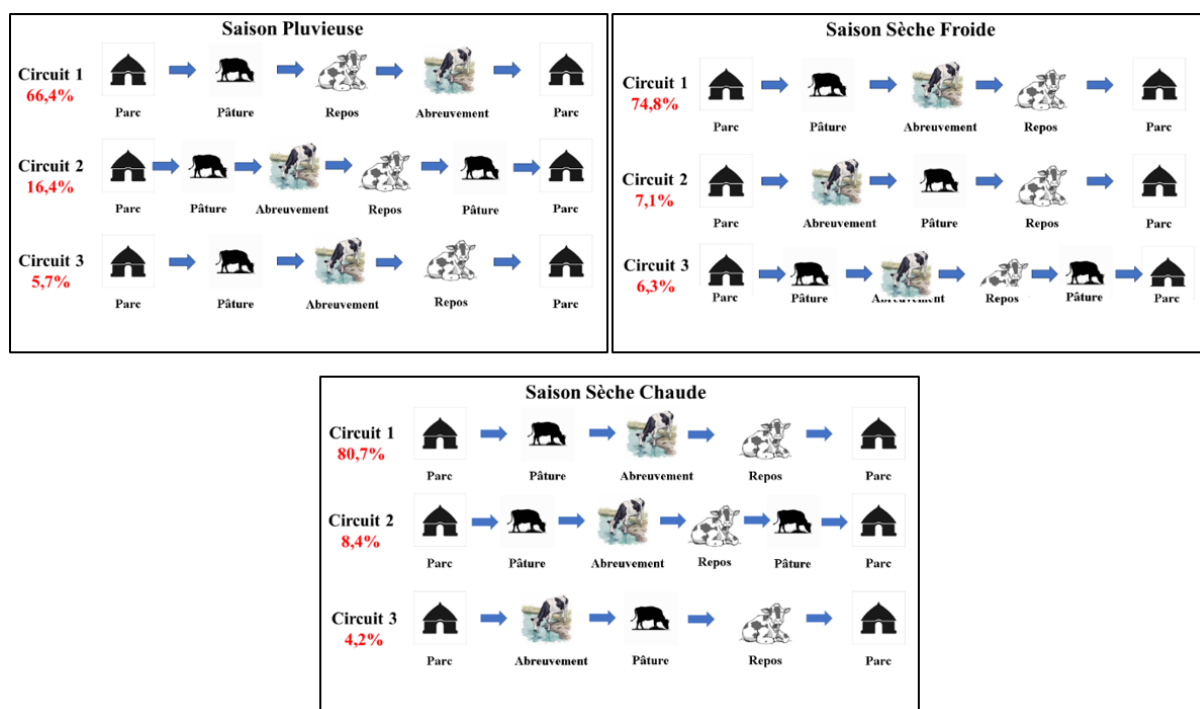 Saison Pluvieuse
Circuit 1
66,4%
Parc Pâture Repos Abreuvement Parc
Circuit 2
16,4%
Parc Pâture Abreuvement Repos Pâture Parc
Circuit 3
5,7%
Parc Pâture Abreuvement Repos Parc
Saison Sèche Froide
Circuit 1
74,8%
Parc Pâture Abreuvement Repos Parc
Circuit 2
7,1%
Parc Abreuvement Pâture Repos Parc
Circuit 3
6,3%
Parc Pâture Abreuvement Repos Pâture Parc
Saison Sèche Chaude
Circuit 1
80,7%
Parc Pâture Abreuvement Repos Parc
Circuit 2
8,4%
Parc Pâture Abreuvement Repos Pâture Parc
Circuit 3
4,2%
Parc Abreuvement Pâture Repos Parc